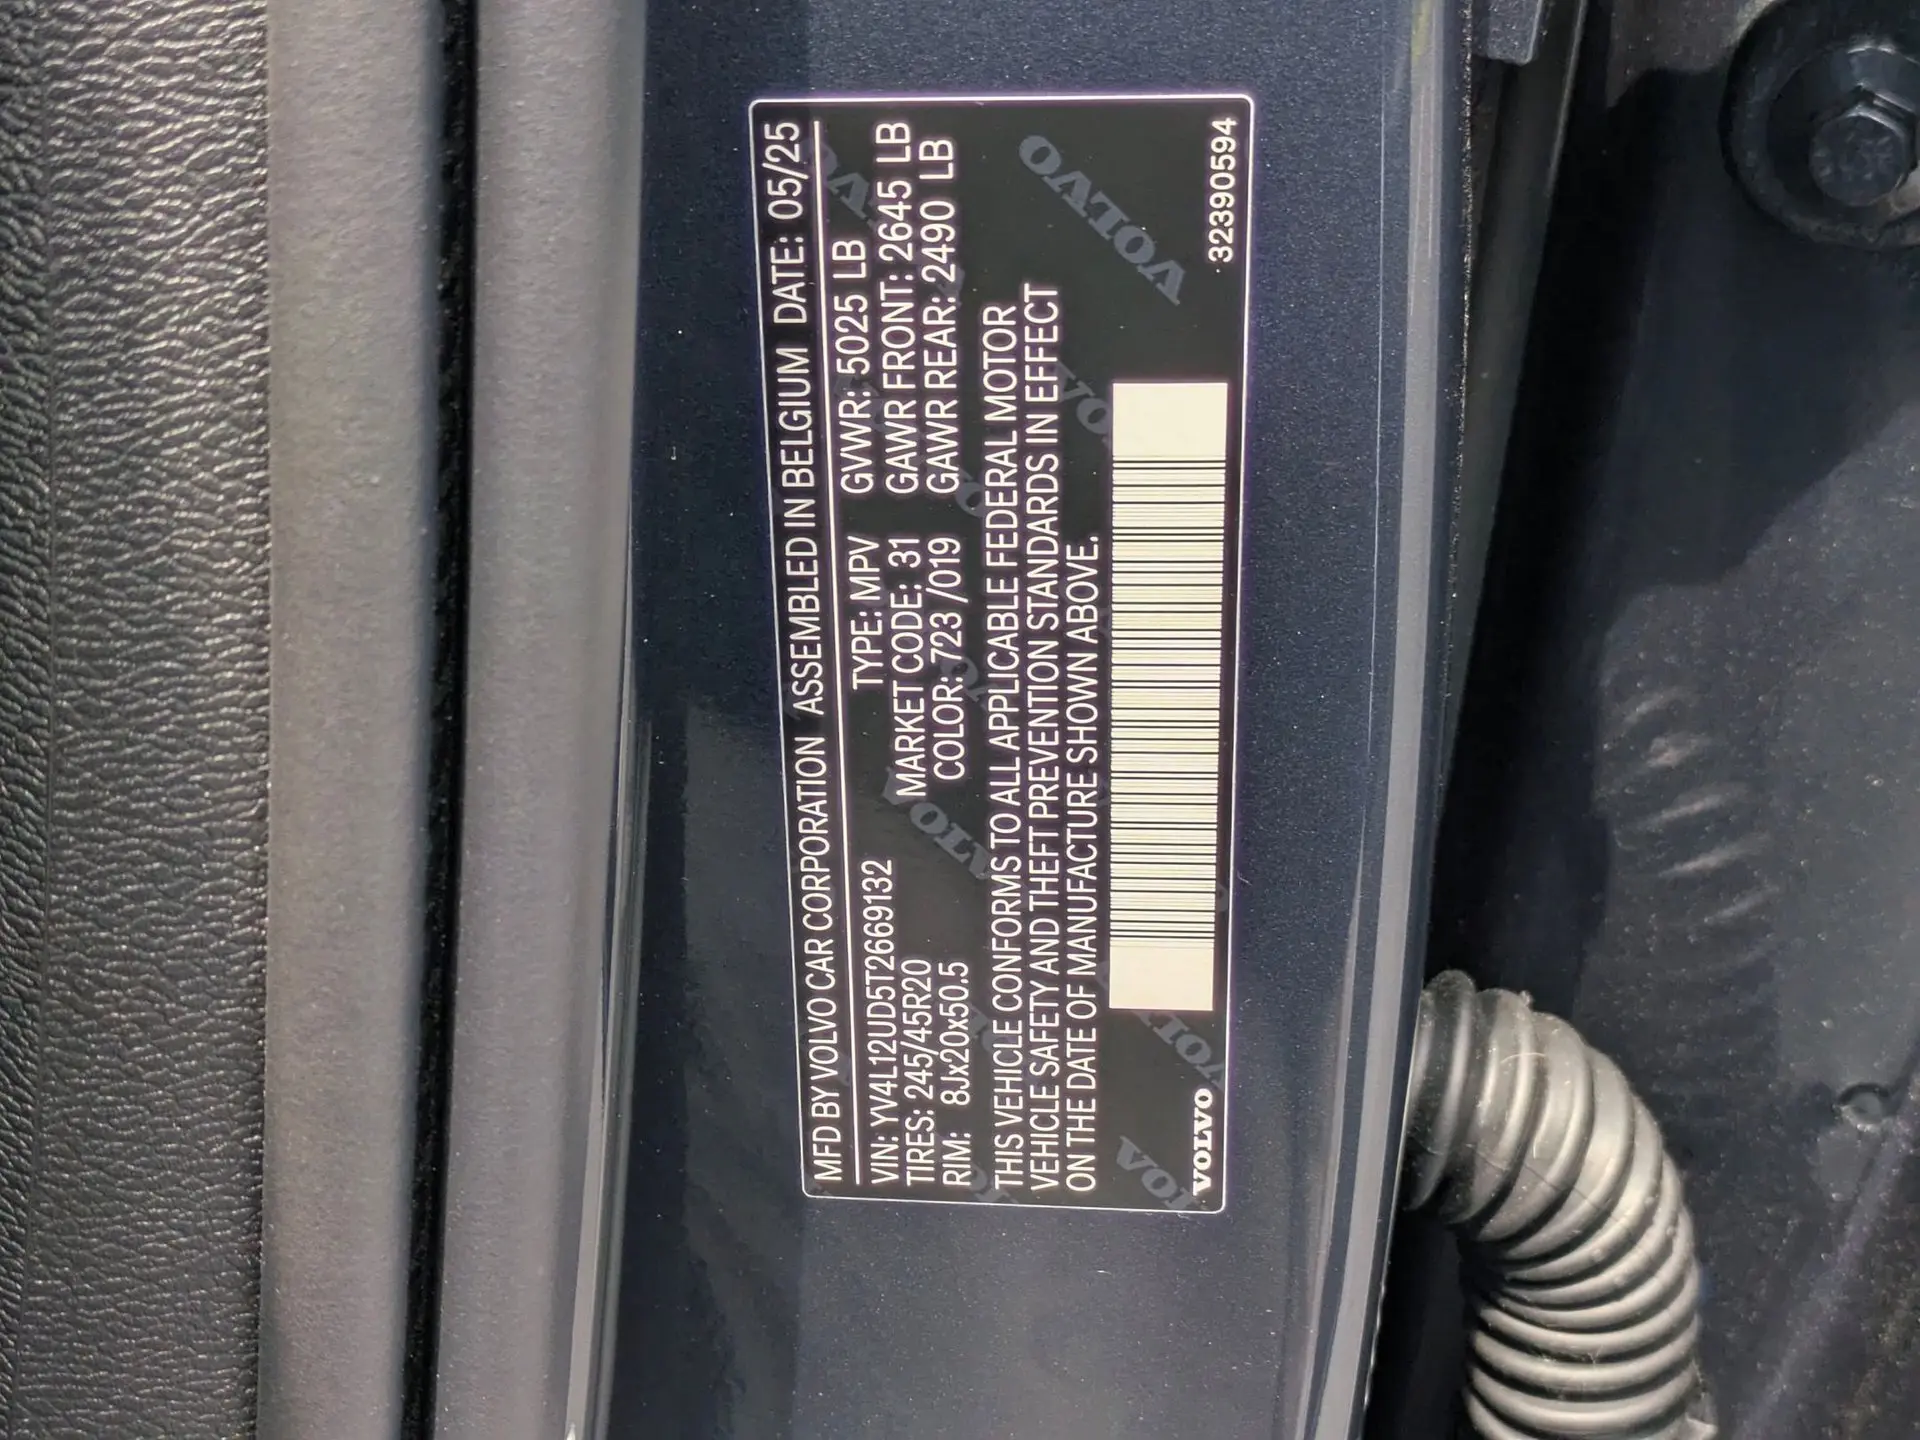 MFD BY VOLVO CAR CORPORATION ASSEMBLED IN BELGIUM DATE: 05/25
VIN: YV4L12UD5T2669132 TYPE: MPV GVWR: 5025 LB
TIRES: 245/45R20 MARKET CODE: 31 GAWR FRONT: 2645 LB
RIM: 8Jx20x50.5 COLOR: 723 /019 GAWR REAR: 2490 LB
THIS VEHICLE CONFORMS TO ALL APPLICABLE FEDERAL MOTOR
VEHICLE SAFETY AND THEFT PREVENTION STANDARDS IN EFFECT
ON THE DATE OF MANUFACTURE SHOWN ABOVE.
VOLVO 32390594